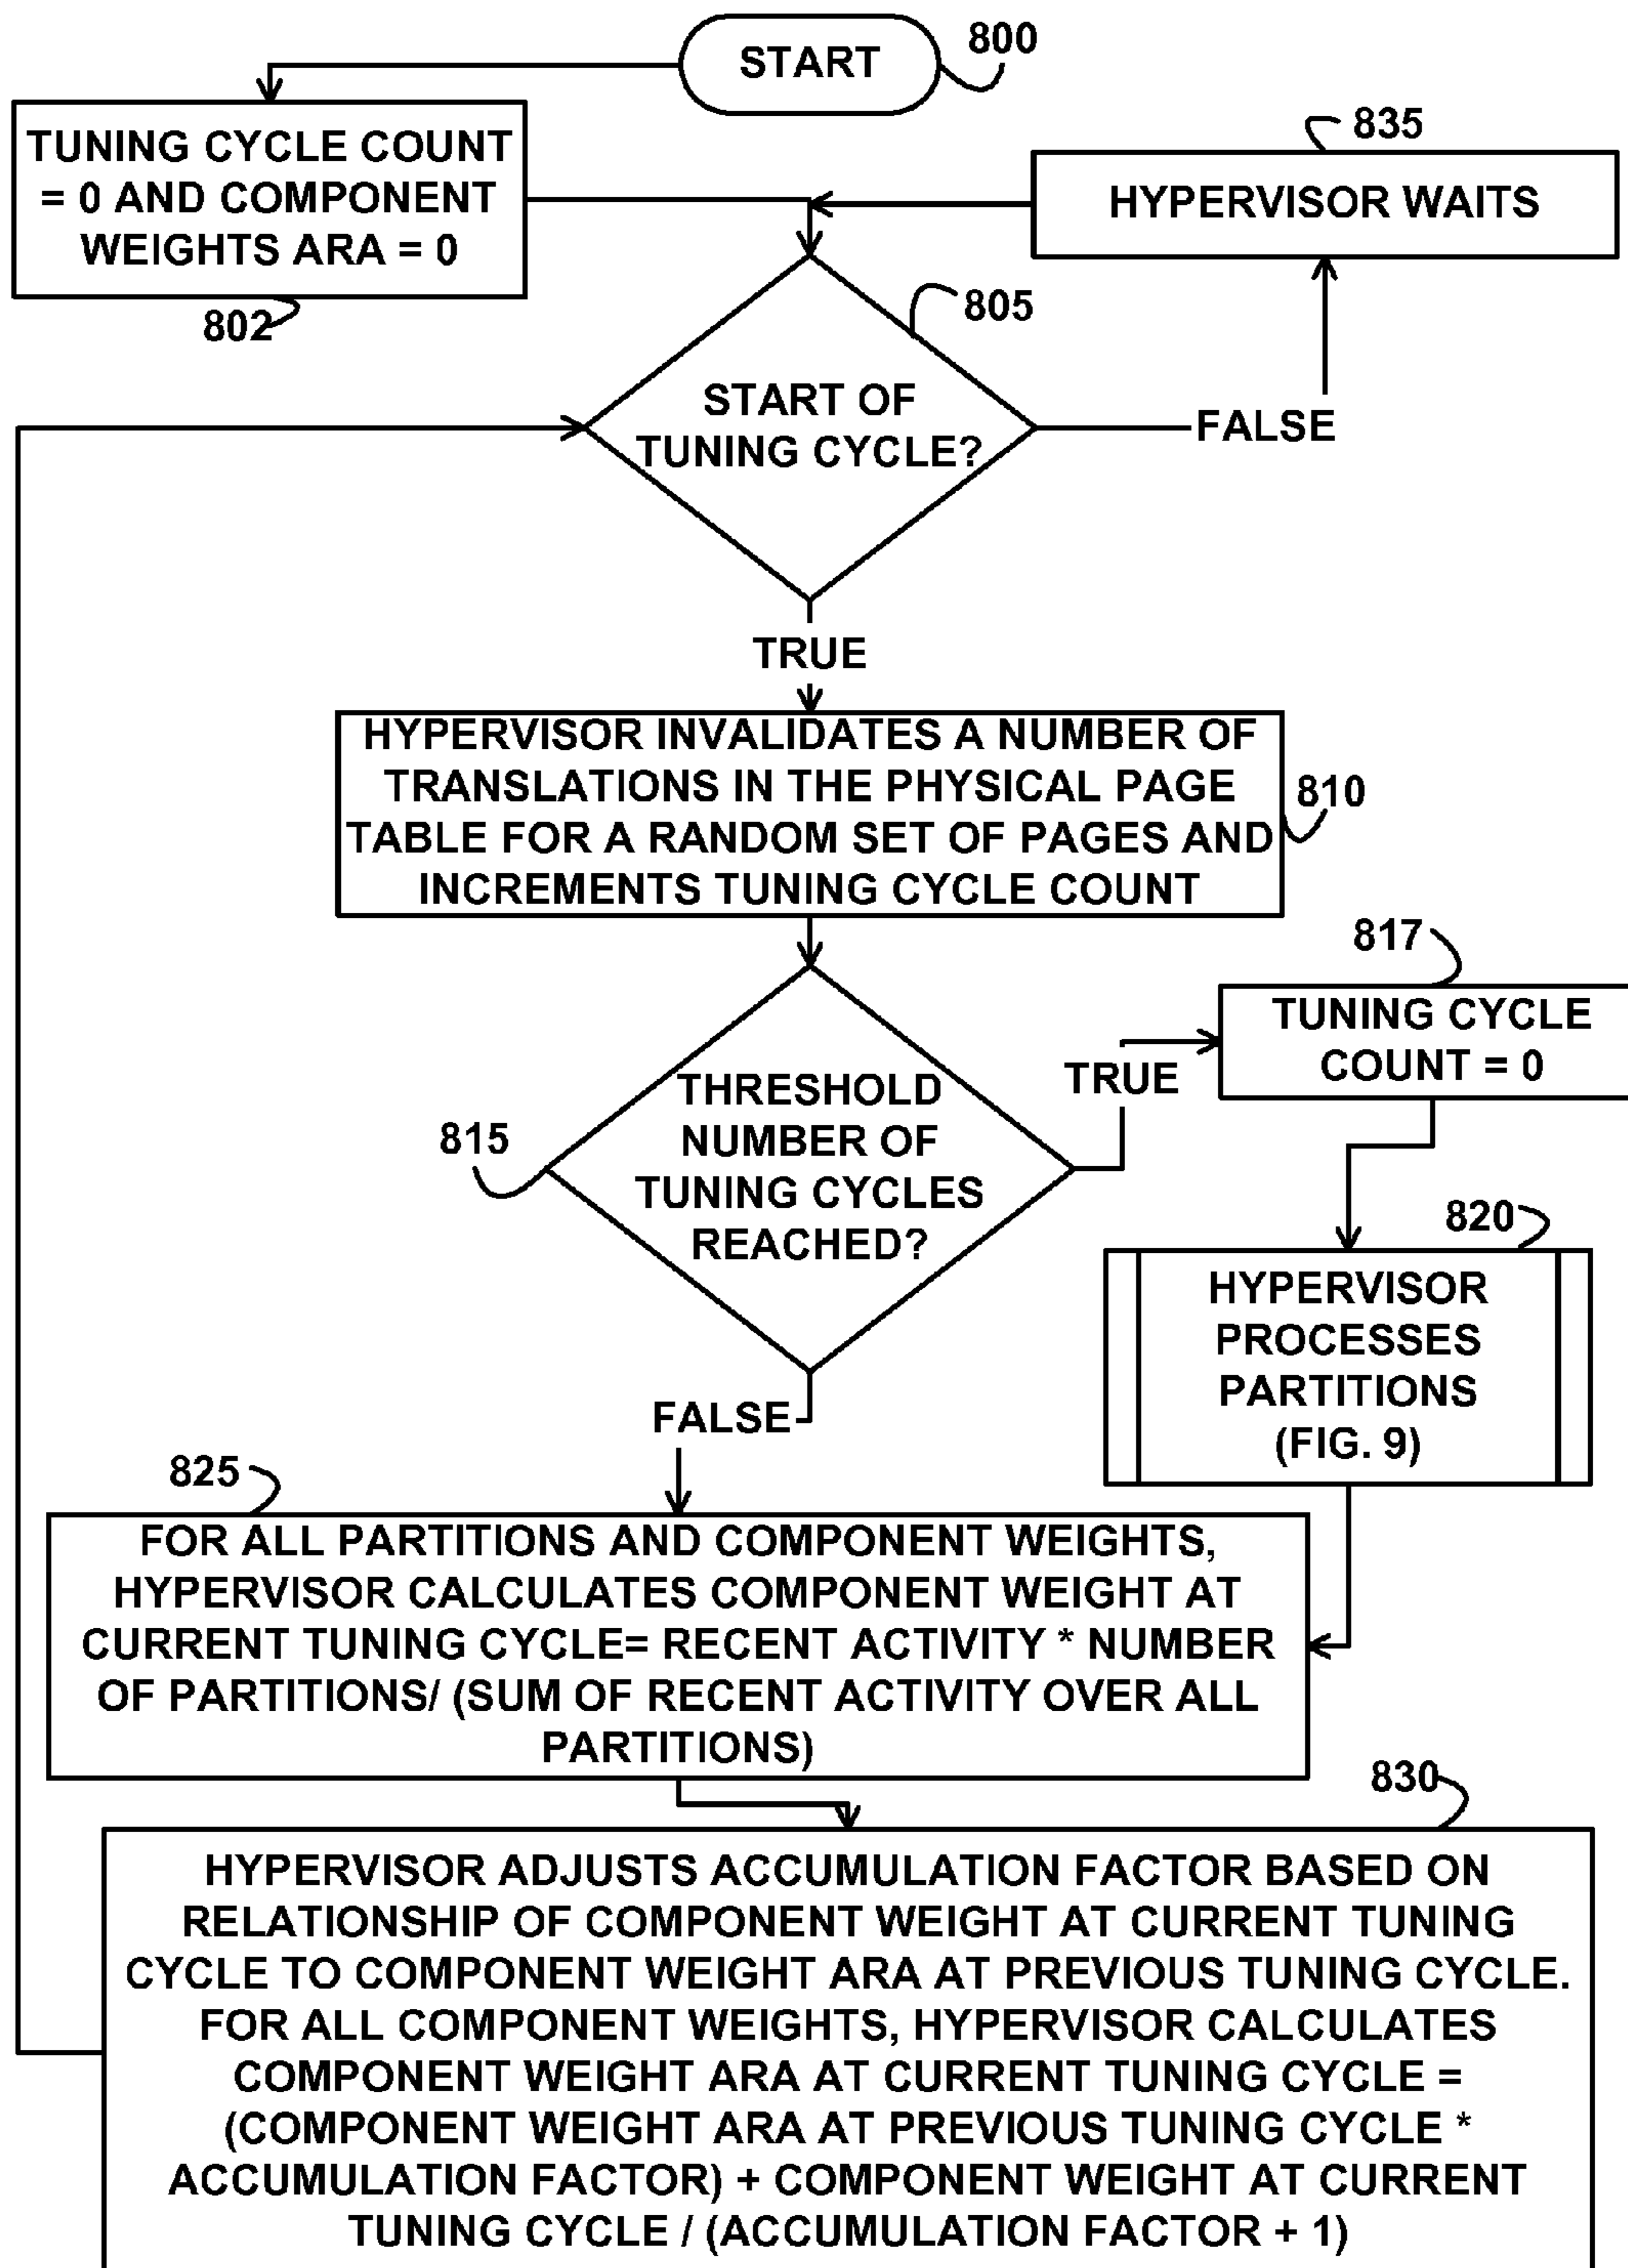 START
800
TUNING CYCLE COUNT
= 0 AND COMPONENT
WEIGHTS ARA = 0
802
835
HYPERVISOR WAITS
805
START OF
TUNING CYCLE?
FALSE
TRUE
HYPERVISOR INVALIDATES A NUMBER OF
TRANSLATIONS IN THE PHYSICAL PAGE
TABLE FOR A RANDOM SET OF PAGES AND
INCREMENTS TUNING CYCLE COUNT
810
817
TUNING CYCLE
COUNT = 0
TRUE
THRESHOLD
NUMBER OF
TUNING CYCLES
REACHED?
815
820
HYPERVISOR
PROCESSES
PARTITIONS
(FIG. 9)
FALSE
825
FOR ALL PARTITIONS AND COMPONENT WEIGHTS,
HYPERVISOR CALCULATES COMPONENT WEIGHT AT
CURRENT TUNING CYCLE= RECENT ACTIVITY * NUMBER
OF PARTITIONS/ (SUM OF RECENT ACTIVITY OVER ALL
PARTITIONS)
830
HYPERVISOR ADJUSTS ACCUMULATION FACTOR BASED ON
RELATIONSHIP OF COMPONENT WEIGHT AT CURRENT TUNING
CYCLE TO COMPONENT WEIGHT ARA AT PREVIOUS TUNING CYCLE.
FOR ALL COMPONENT WEIGHTS, HYPERVISOR CALCULATES
COMPONENT WEIGHT ARA AT CURRENT TUNING CYCLE =
(COMPONENT WEIGHT ARA AT PREVIOUS TUNING CYCLE *
ACCUMULATION FACTOR) + COMPONENT WEIGHT AT CURRENT
TUNING CYCLE / (ACCUMULATION FACTOR + 1)